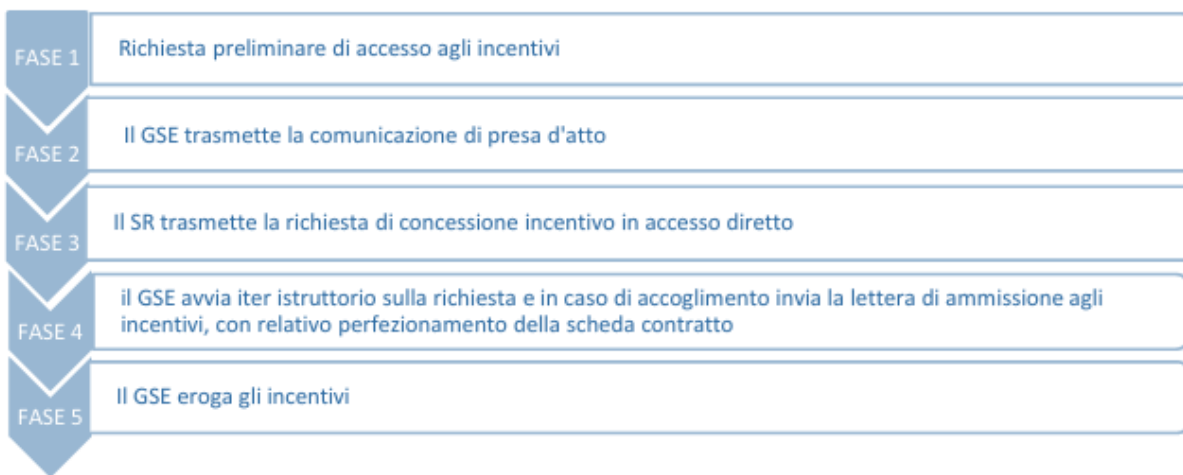 FASE 1
Richiesta preliminare di accesso agli incentivi
FASE 2
Il GSE trasmette la comunicazione di presa d'atto
FASE 3
Il SR trasmette la richiesta di concessione incentivo in accesso diretto
FASE 4
il GSE avvia iter istruttorio sulla richiesta e in caso di accoglimento invia la lettera di ammissione agli
incentivi, con relativo perfezionamento della scheda contratto
FASE 5
Il GSE eroga gli incentivi